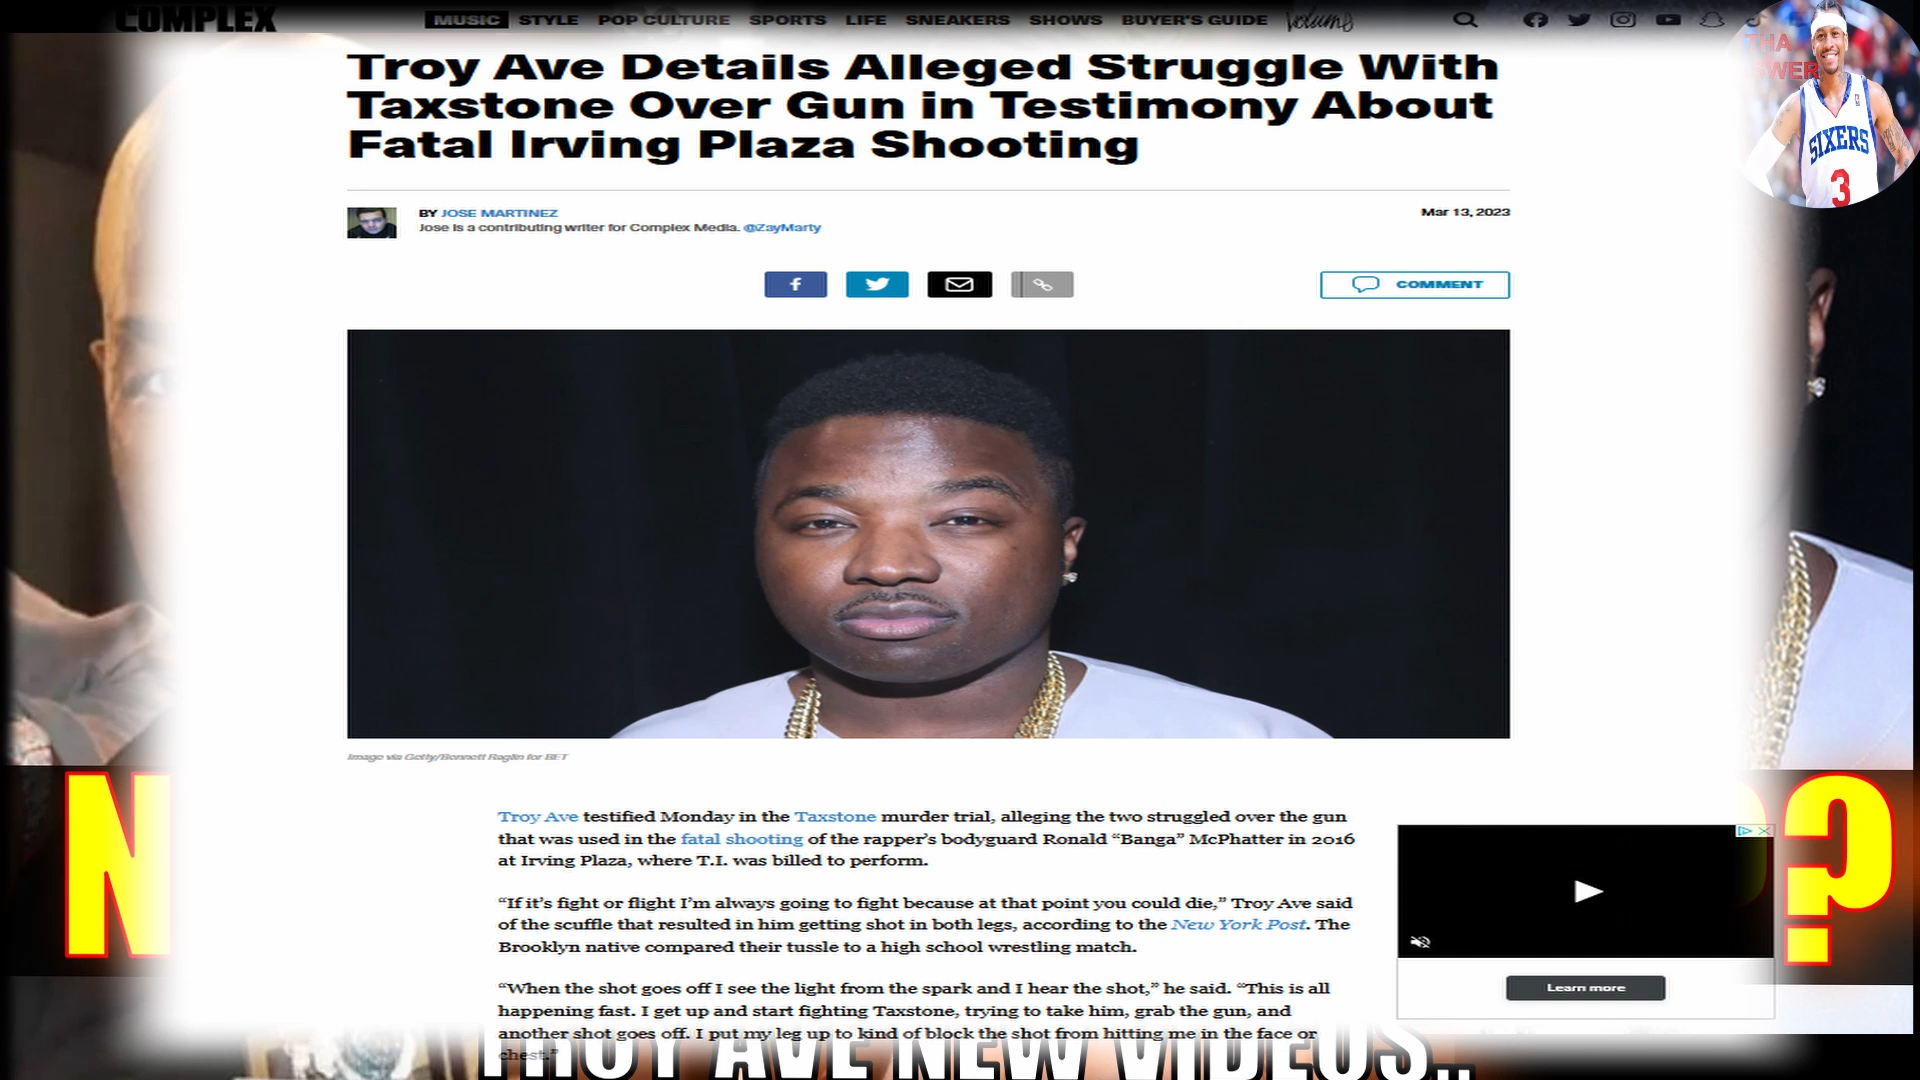 COMPLEX
MUSIC STYLE POP CULTURE SPORTS LIFE SNEAKERS SHOWS BUYER'S GUIDE Volume
THA
Troy Ave Details Alleged Struggle With
Taxstone Over Gun in Testimony About
Fatal Irving Plaza Shooting
SIXERS
3
BY JOSE MARTINEZ
Mar 13, 2023
Jose is a contributing writer for Complex Media. @ZayMarty
COMMENT
Image via Getty/Bennett Raglin for BET
N
?
Troy Ave testified Monday in the Taxstone murder trial, alleging the two struggled over the gun
that was used in the fatal shooting of the rapper's bodyguard Ronald “Banga” McPhatter in 2016
at Irving Plaza, where T.I. was billed to perform.
“If it's fight or flight I'm always going to fight because at that point you could die,” Troy Ave said
of the scuffle that resulted in him getting shot in both legs, according to the New York Post. The
Brooklyn native compared their tussle to a high school wrestling match.
“When the shot goes off I see the light from the spark and I hear the shot,” he said. “This is all
happening fast. I get up and start fighting Taxstone, trying to take him, grab the gun, and
another shot goes off. I put my leg up to kind of block the shot from hitting me in the face or
chest.”
Learn more
TROY AVE NEW VIDEOS..